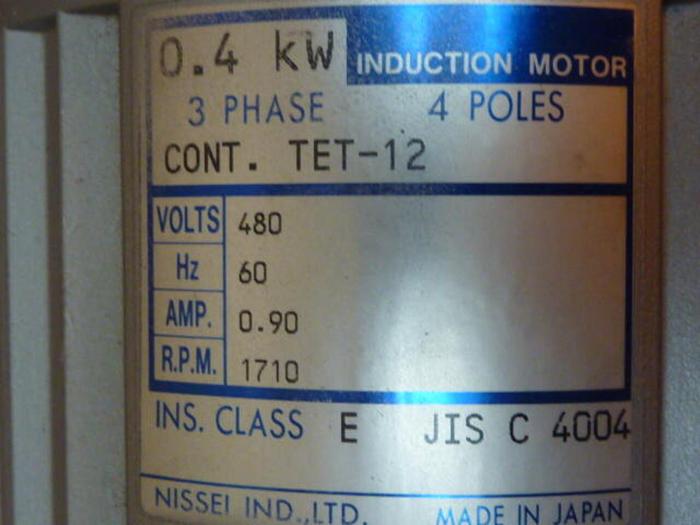 0.4 kW INDUCTION MOTOR
3 PHASE 4 POLES
CONT. TET-12
VOLTS 480
Hz 60
AMP. 0.90
R.P.M. 1710
INS. CLASS E JIS C 4004
NISSEI IND.,LTD. MADE IN JAPAN